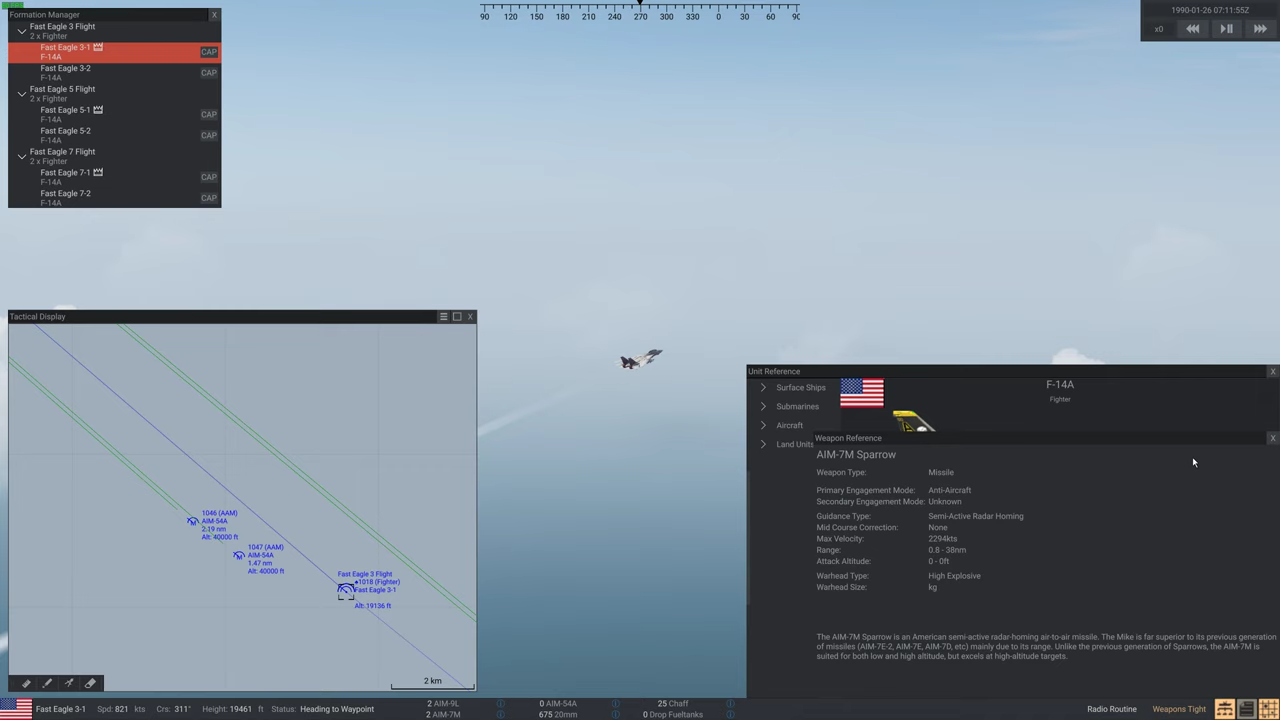 90 120 150 180 210 240 270 300 330 30 60
1990-01-26 07:11:55Z
x0
Formation Manager X
Fast Eagle 3 Flight
2 x Fighter
Fast Eagle 3-1
F-14A
CAP
Fast Eagle 3-2
F-14A
CAP
Fast Eagle 5 Flight
2 x Fighter
Fast Eagle 5-1
F-14A
CAP
Fast Eagle 5-2
F-14A
CAP
Fast Eagle 7 Flight
2 x Fighter
Fast Eagle 7-1
F-14A
CAP
Fast Eagle 7-2
F-14A
CAP
Tactical Display X
1046 (AAM)
AIM-54A
2.19 nm
Alt: 40000 ft
1047 (AAM)
AIM-54A
1.47 nm
Alt: 40000 ft
Fast Eagle 3 Flight
1018 (Fighter)
Fast Eagle 3-1
Alt: 19136 ft
2 km
Unit Reference X
Surface Ships
Submarines
Aircraft
Land Units
F-14A
Fighter
Weapon Reference X
AIM-7M Sparrow
Weapon Type: Missile
Primary Engagement Mode: Anti-Aircraft
Secondary Engagement Mode: Unknown
Guidance Type: Semi-Active Radar Homing
Mid Course Correction: None
Max Velocity: 2294kts
Range: 0.8 - 38nm
Attack Altitude: 0 - 0ft
Warhead Type: High Explosive
Warhead Size: kg
The AIM-7M Sparrow is an American semi-active radar-homing air-to-air missile. The Mike is far superior to its previous generation
of missiles (AIM-7E-2, AIM-7E, AIM-7D, etc) mainly due to its range. Unlike the previous generation of Sparrows, the AIM-7M is
suited for both low and high altitude, but excels at high-altitude targets.
Fast Eagle 3-1 Spd: 821 kts Crs: 311° Height: 19461 ft Status: Heading to Waypoint
2 AIM-9L 0 AIM-54A 25 Chaff
2 AIM-7M 675 20mm 0 Drop Fueltanks
Radio Routine Weapons Tight